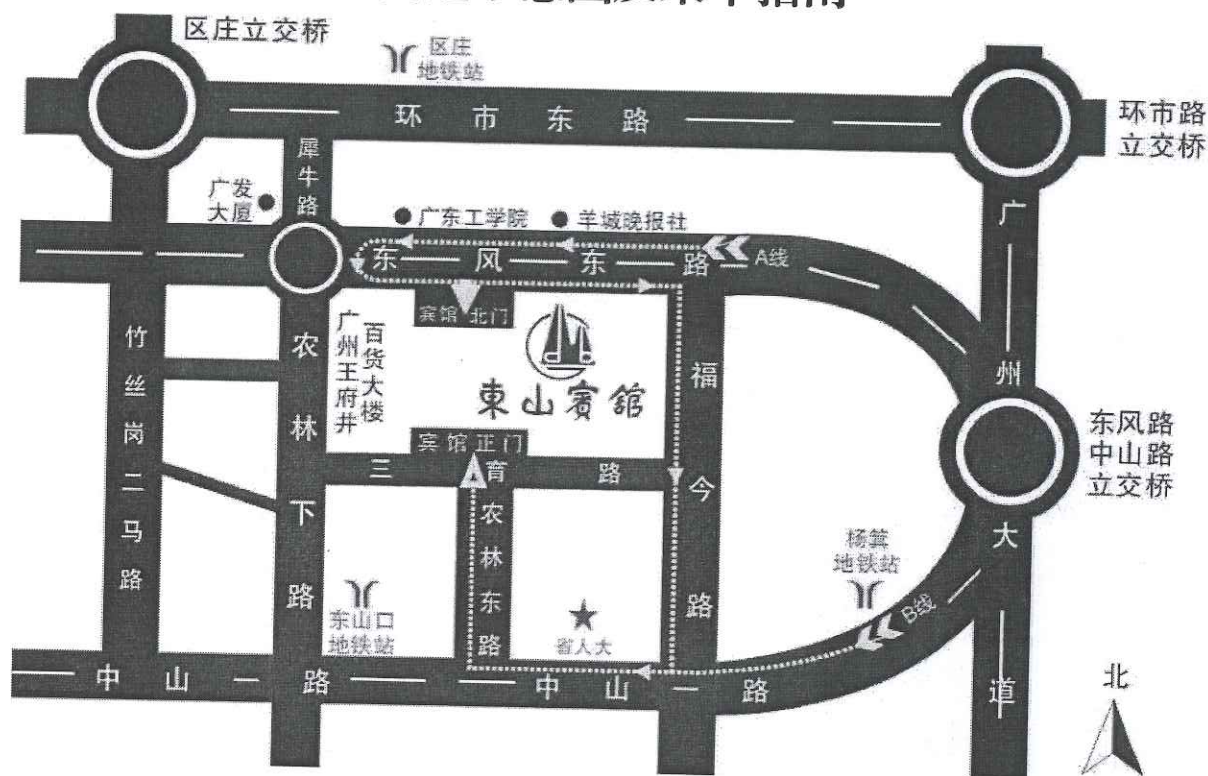 区庄立交桥
区庄
地铁站
环市东路
环市路
立交桥
犀牛路
广发
大厦
广东工学院
羊城晚报社
东风东路
A线
广州大道
宾馆北门
广州王府井
百货大楼
東山賓館
竹丝岗二马路
农林下路
福今路
宾馆正门
三育路
东风路
中山路
立交桥
农林东路
杨箕
地铁站
东山口
地铁站
省人大
B线
中山一路
中山一路
北